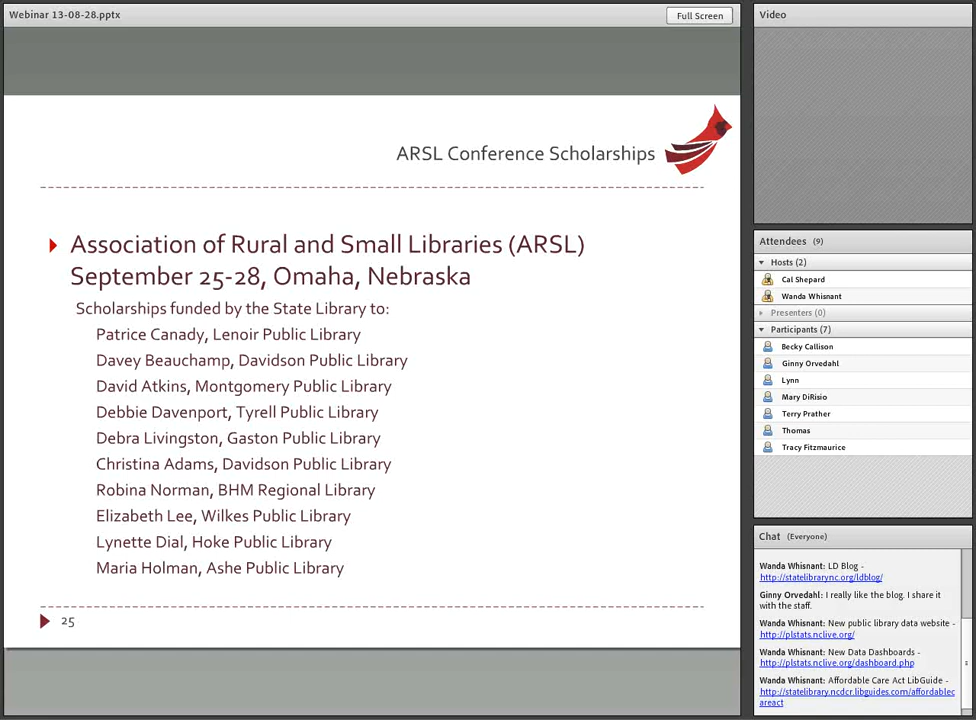 Webinar 13-08-28.pptx
Full Screen
ARSL Conference Scholarships
Association of Rural and Small Libraries (ARSL)
September 25-28, Omaha, Nebraska
Scholarships funded by the State Library to:
Patrice Canady, Lenoir Public Library
Davey Beauchamp, Davidson Public Library
David Atkins, Montgomery Public Library
Debbie Davenport, Tyrell Public Library
Debra Livingston, Gaston Public Library
Christina Adams, Davidson Public Library
Robina Norman, BHM Regional Library
Elizabeth Lee, Wilkes Public Library
Lynette Dial, Hoke Public Library
Maria Holman, Ashe Public Library
25
Video
Attendees (9)
Hosts (2)
Cal Shepard
Wanda Whisnant
Presenters (0)
Participants (7)
Becky Callison
Ginny Orvedahl
Lynn
Mary DiRisio
Terry Prather
Thomas
Tracy Fitzmaurice
Chat (Everyone)
Wanda Whisnant: LD Blog -
http://statelibrarync.org/ldblog/
Ginny Orvedahl: I really like the blog. I share it
with the staff.
Wanda Whisnant: New public library data website -
http://plstats.nclive.org/
Wanda Whisnant: New Data Dashboards -
http://plstats.nclive.org/dashboard.php
Wanda Whisnant: Affordable Care Act LibGuide -
http://statelibrary.ncdcr.libguides.com/affordablec
areact